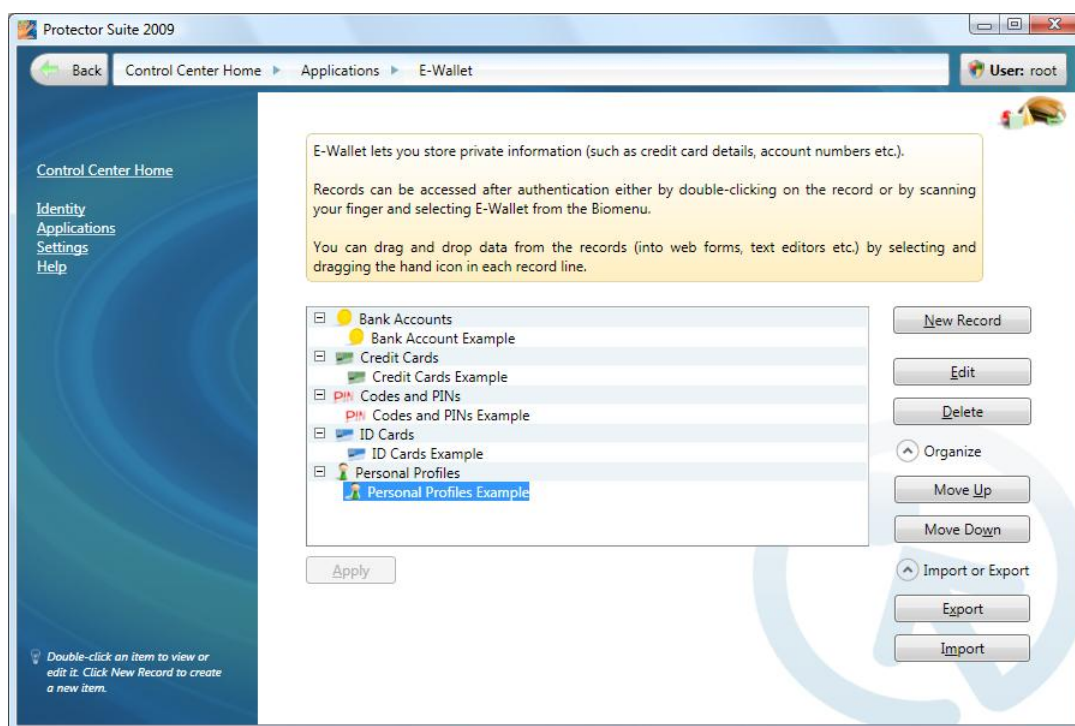 Protector Suite 2009
Back
Control Center Home
Applications
E-Wallet
User: root
Control Center Home
Identity
Applications
Settings
Help
E-Wallet lets you store private information (such as credit card details, account numbers etc.).
Records can be accessed after authentication either by double-clicking on the record or by scanning
your finger and selecting E-Wallet from the Biomenu.
You can drag and drop data from the records (into web forms, text editors etc.) by selecting and
dragging the hand icon in each record line.
Bank Accounts
Bank Account Example
Credit Cards
Credit Cards Example
PIN Codes and PINs
PIN Codes and PINs Example
ID Cards
ID Cards Example
Personal Profiles
Personal Profiles Example
New Record
Edit
Delete
Organize
Move Up
Move Down
Import or Export
Export
Import
Apply
Double-click an item to view or
edit it. Click New Record to create
a new item.